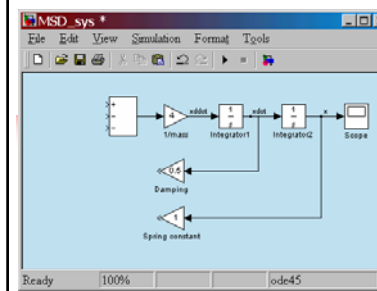 MSD_sys *
File Edit View Simulation Format Tools
+
−
−
4
xddot
1
s
xdot
1
s
x
1/mass
Integrator1
Integrator2
Scope
0.5
Damping
1
Spring constant
Ready 100% ode45